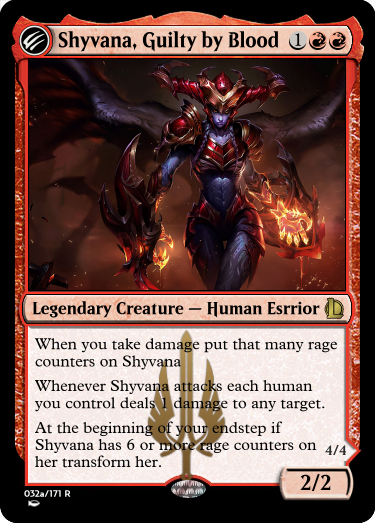 Shyvana, Guilty by Blood 1
Legendary Creature — Human Esrrior
When you take damage put that many rage
counters on Shyvana
Whenever Shyvana attacks each human
you control deals 1 damage to any target.
At the beginning of your endstep if
Shyvana has 6 or more rage counters on
her transform her.
4/4
2/2
032a/171 R